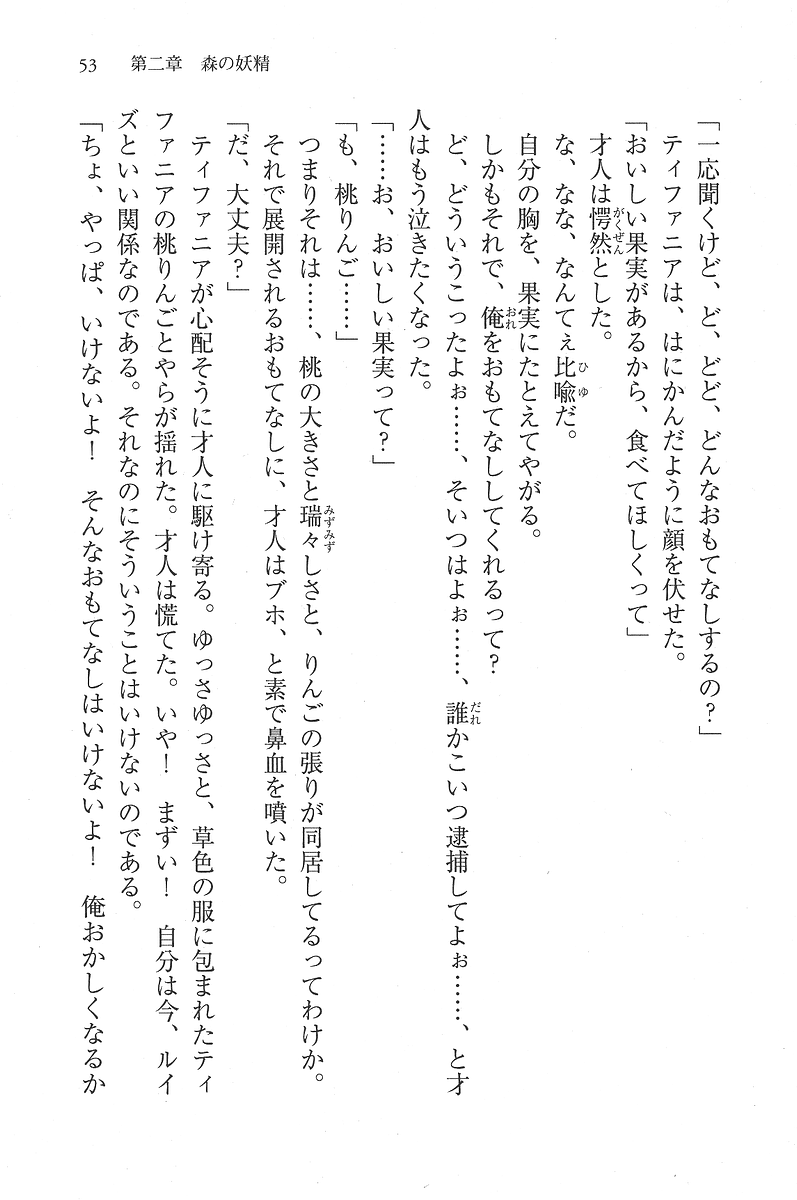 53　第二章　森の妖精
「一応聞くけど、ど、どど、どんなおもてなしするの？」
ティファニアは、はにかんだように顔を伏せた。
「おいしい果実があるから、食べてほしくって」
才人は愕然とした。
な、なな、なんてぇ比喩だ。
自分の胸を、果実にたとえてやがる。
しかもそれで、俺をおもてなししてくれるって？
ど、どういうこったよぉ……、そいつはよぉ……、誰かこいつ逮捕してよぉ……、と才
人はもう泣きたくなった。
「……お、おいしい果実って？」
「も、桃りんご……」
つまりそれは……、桃の大きさと瑞々しさと、りんごの張りが同居してるってわけか。
それで展開されるおもてなしに、才人はブホ、と素で鼻血を噴いた。
「だ、大丈夫？」
ティファニアが心配そうに才人に駆け寄る。ゆっさゆっさと、草色の服に包まれたティ
ファニアの桃りんごとやらが揺れた。才人は慌てた。いや！　まずい！　自分は今、ルイ
ズといい関係なのである。それなのにそういうことはいけないのである。
「ちょ、やっぱ、いけないよ！　そんなおもてなしはいけないよ！　俺おかしくなるか